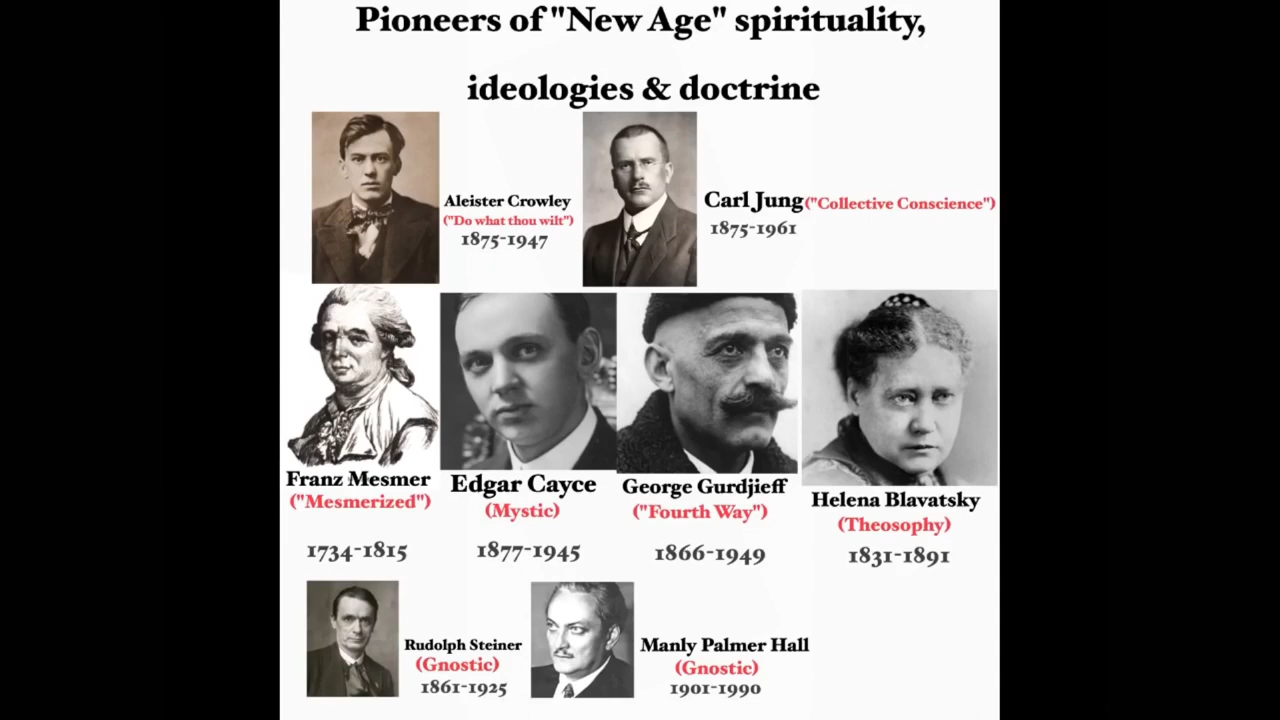 Pioneers of "New Age" spirituality,
ideologies & doctrine
Aleister Crowley
("Do what thou wilt")
1875-1947
Carl Jung ("Collective Conscience")
1875-1961
Franz Mesmer
("Mesmerized")
1734-1815
Edgar Cayce
(Mystic)
1877-1945
George Gurdjieff
("Fourth Way")
1866-1949
Helena Blavatsky
(Theosophy)
1831-1891
Rudolph Steiner
(Gnostic)
1861-1925
Manly Palmer Hall
(Gnostic)
1901-1990